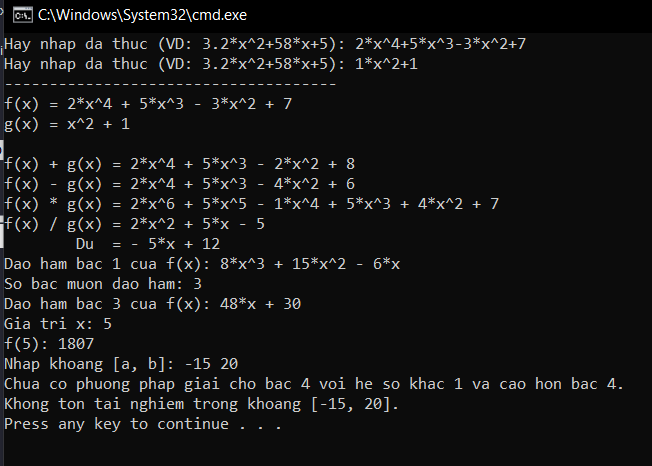 C:\Windows\System32\cmd.exe
Hay nhap da thuc (VD: 3.2*x^2+58*x+5): 2*x^4+5*x^3-3*x^2+7
Hay nhap da thuc (VD: 3.2*x^2+58*x+5): 1*x^2+1
----------------------------------
f(x) = 2*x^4 + 5*x^3 - 3*x^2 + 7
g(x) = x^2 + 1
f(x) + g(x) = 2*x^4 + 5*x^3 - 2*x^2 + 8
f(x) - g(x) = 2*x^4 + 5*x^3 - 4*x^2 + 6
f(x) * g(x) = 2*x^6 + 5*x^5 - 1*x^4 + 5*x^3 + 4*x^2 + 7
f(x) / g(x) = 2*x^2 + 5*x - 5
Du = - 5*x + 12
Dao ham bac 1 cua f(x): 8*x^3 + 15*x^2 - 6*x
So bac muon dao ham: 3
Dao ham bac 3 cua f(x): 48*x + 30
Gia tri x: 5
f(5): 1807
Nhap khoang [a, b]: -15 20
Chua co phuong phap giai cho bac 4 voi he so khac 1 va cao hon bac 4.
Khong ton tai nghiem trong khoang [-15, 20].
Press any key to continue . . .